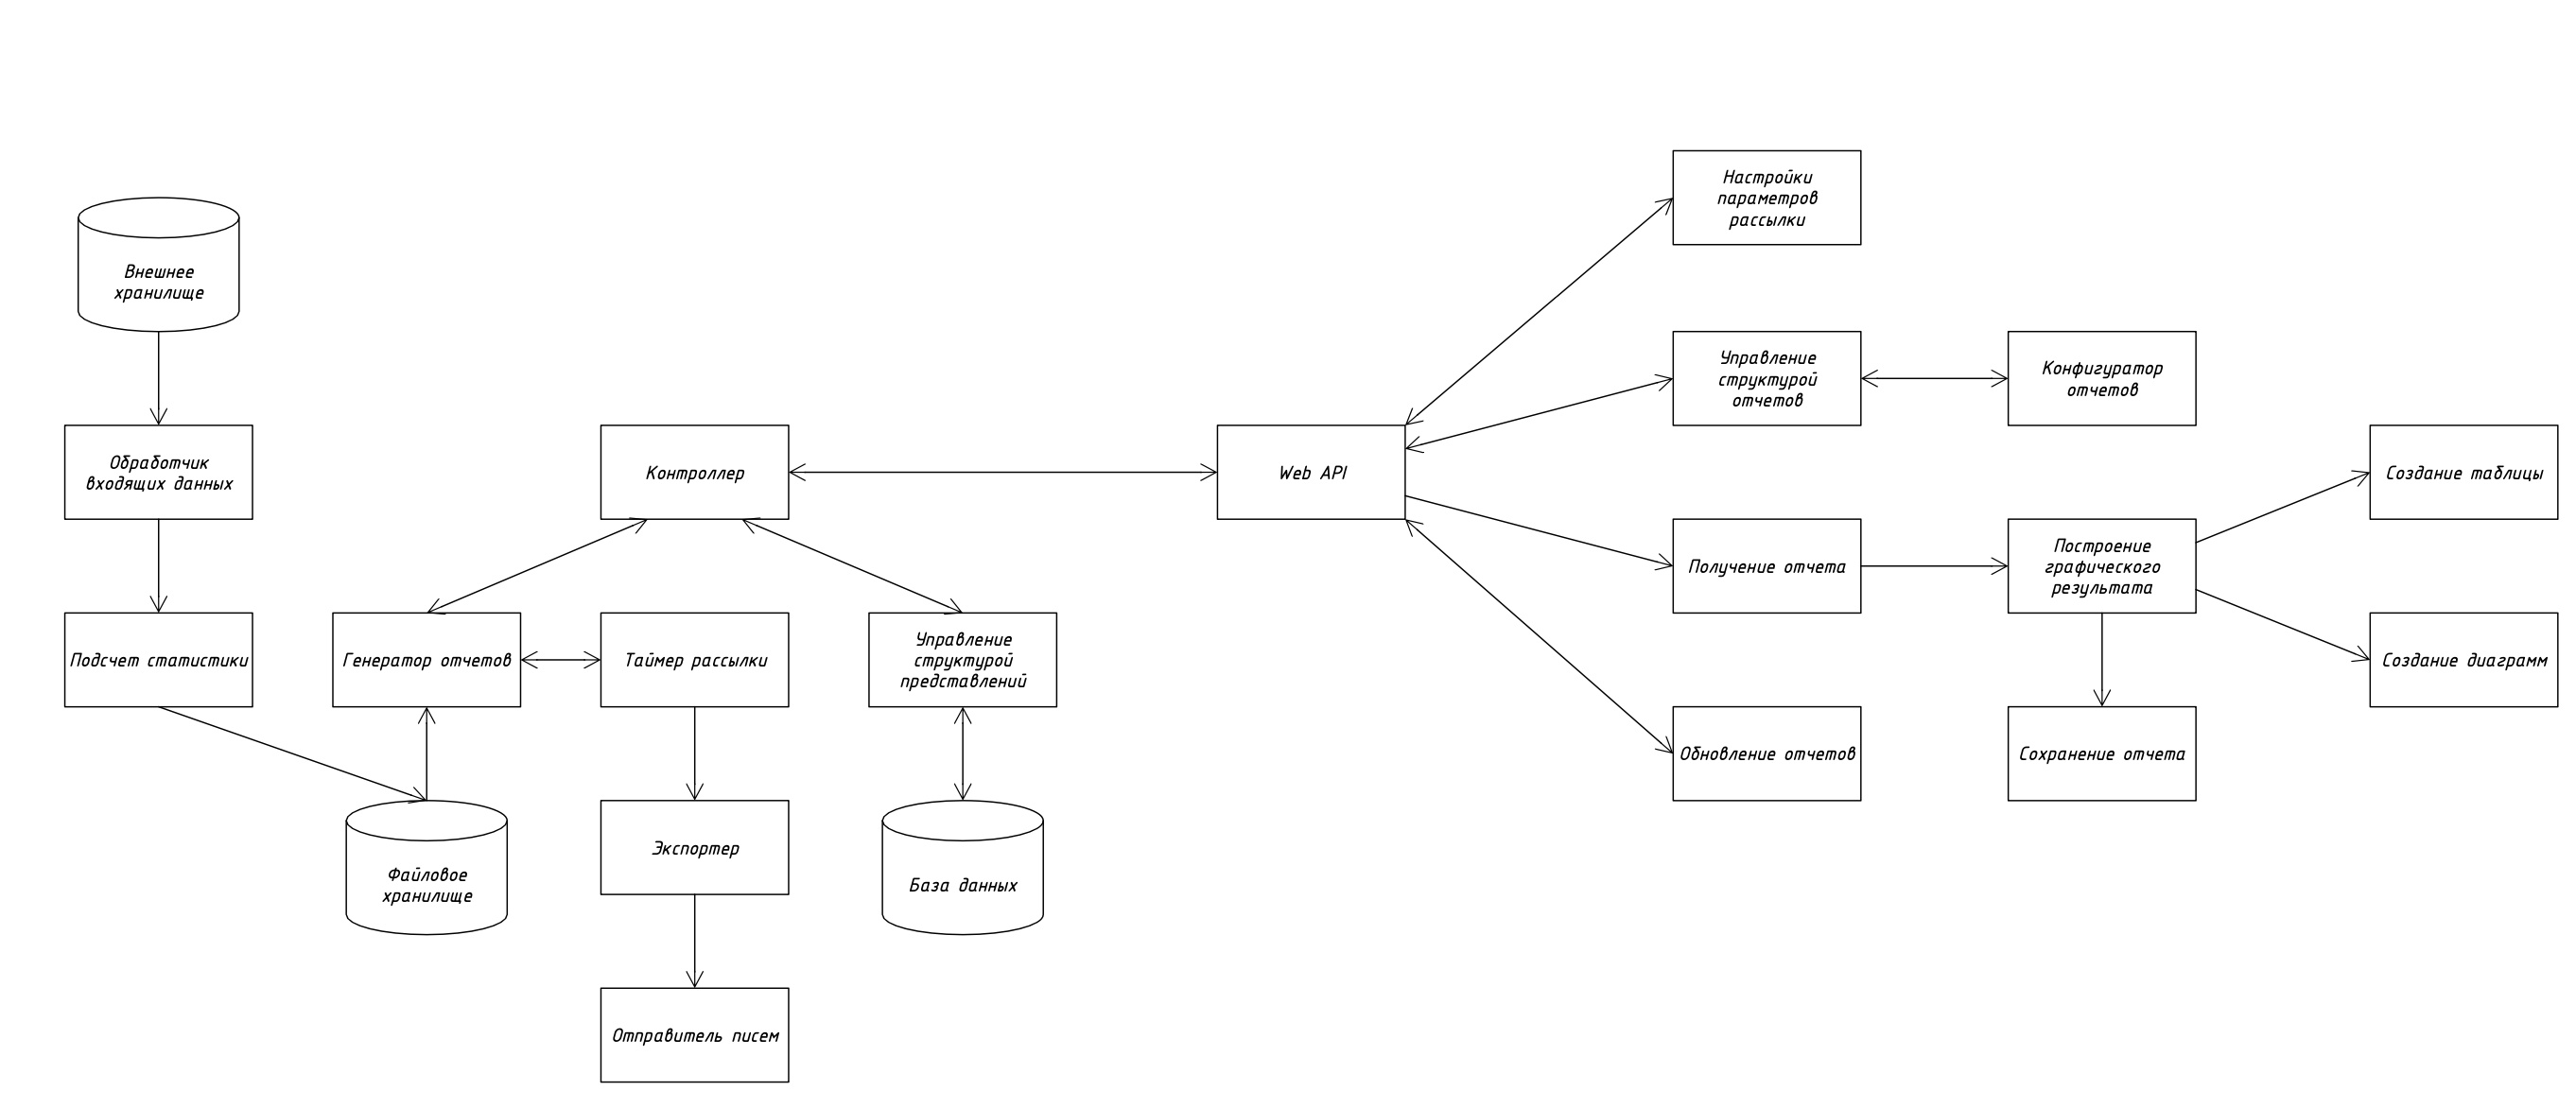 Настройки
параметров
рассылки
Внешнее
хранилище
Управление
структурой
отчетов
Конфигуратор
отчетов
Обработчик
входящих данных
Контроллер
Web API
Создание таблицы
Получение отчета
Построение
графического
результата
Подсчет статистики
Генератор отчетов
Таймер рассылки
Управление
структурой
представлений
Создание диаграмм
Обновление отчетов
Сохранение отчета
Экспортер
Файловое
хранилище
База данных
Отправитель писем